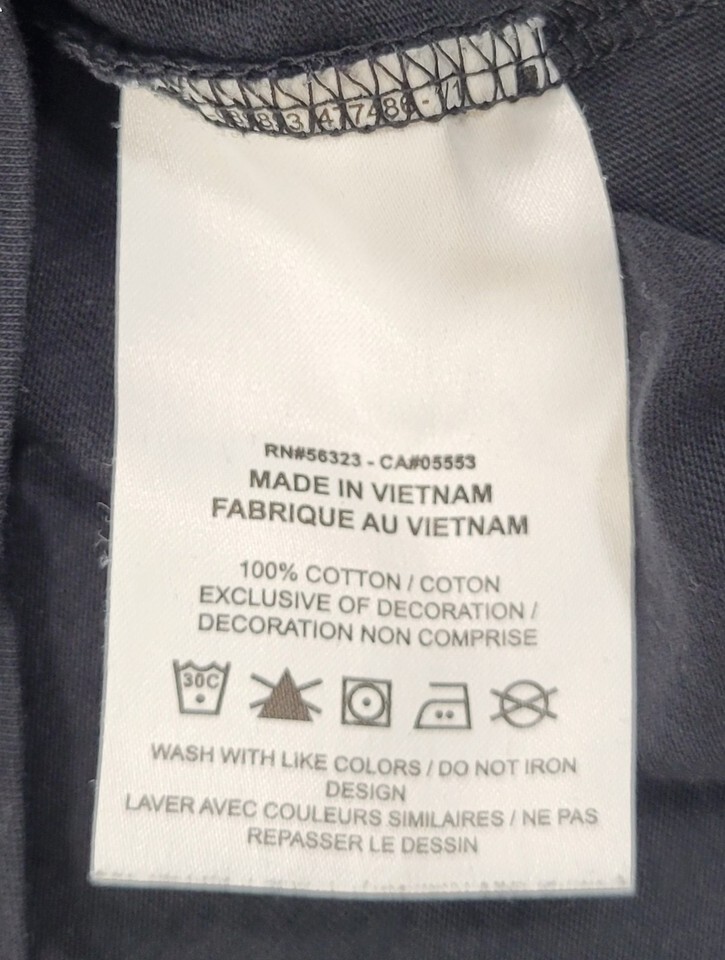 RN#56323 - CA#05553
MADE IN VIETNAM
FABRIQUE AU VIETNAM
100% COTTON / COTON
EXCLUSIVE OF DECORATION /
DECORATION NON COMPRISE
30C
WASH WITH LIKE COLORS / DO NOT IRON
DESIGN
LAVER AVEC COULEURS SIMILAIRES / NE PAS
REPASSER LE DESSIN